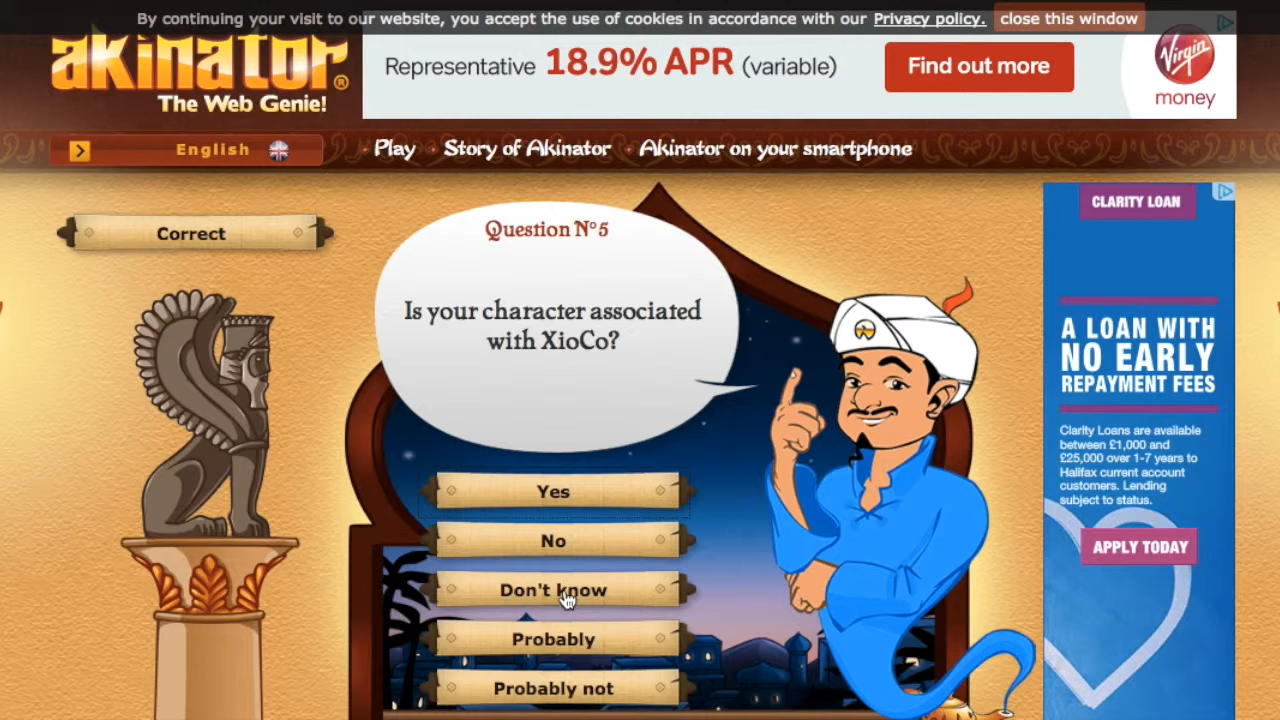 By continuing your visit to our website, you accept the use of cookies in accordance with our Privacy policy. close this window
akinator®
The Web Genie!
Representative 18.9% APR (variable)
Find out more
Virgin
money
English
Play
Story of Akinator
Akinator on your smartphone
Correct
Question N°5
Is your character associated
with XioCo?
Yes
No
Don't know
Probably
Probably not
CLARITY LOAN
A LOAN WITH
NO EARLY
REPAYMENT FEES
Clarity Loans are available
between £1,000 and
£25,000 over 1-7 years to
Halifax current account
customers. Lending
subject to status.
APPLY TODAY